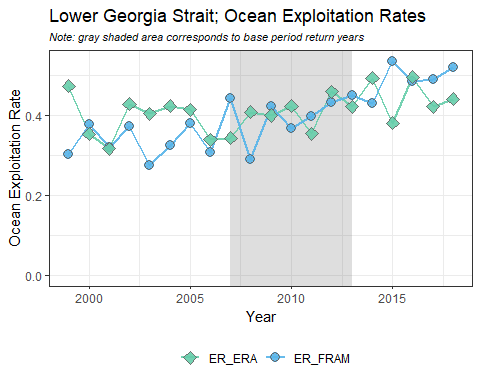 Lower Georgia Strait; Ocean Exploitation Rates
Note: gray shaded area corresponds to base period return years
Ocean Exploitation Rate
0.4
0.2
0.0
2000 2005 2010 2015
Year
ER_ERA ER_FRAM